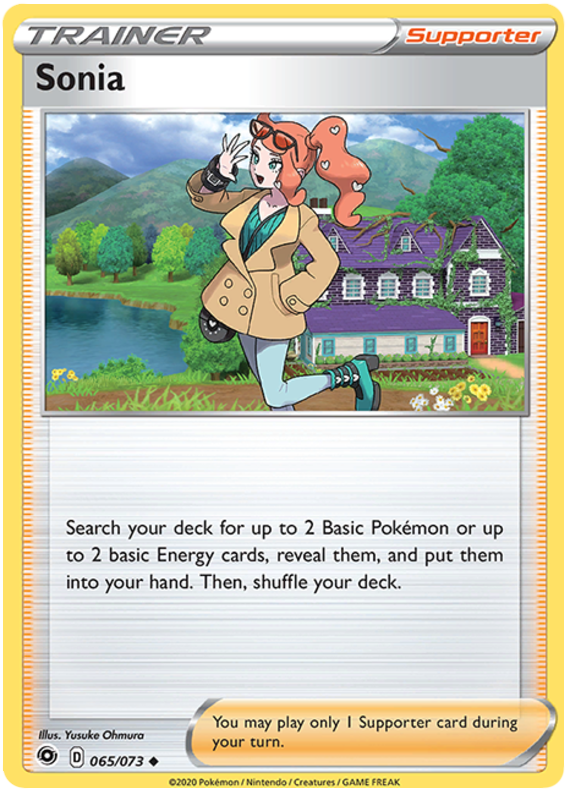 TRAINER Supporter
Sonia
Search your deck for up to 2 Basic Pokémon or up
to 2 basic Energy cards, reveal them, and put them
into your hand. Then, shuffle your deck.
Illus. Yusuke Ohmura
You may play only 1 Supporter card during
your turn.
D 065/073
©2020 Pokémon / Nintendo / Creatures / GAME FREAK